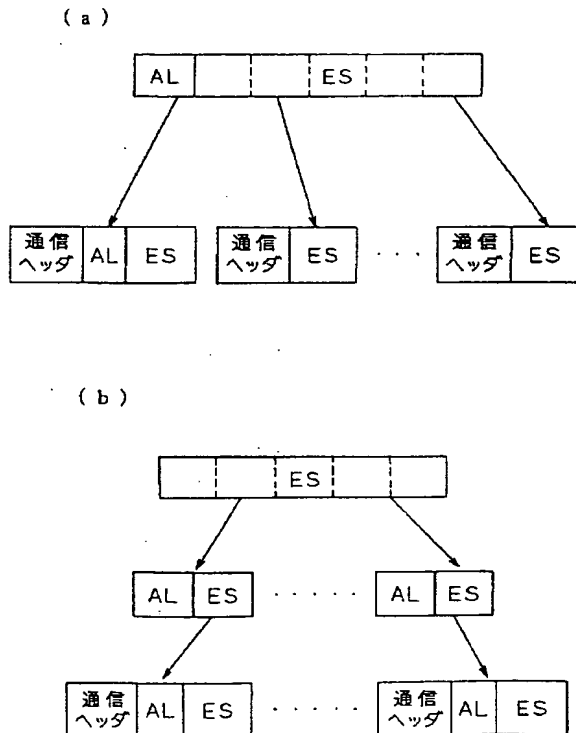 (a)
AL ES
通信 通信 通信
ヘッダ AL ES ヘッダ ES ・・・ ヘッダ ES
(b)
ES
AL ES ・・・・・ AL ES
通信 通信
ヘッダ AL ES ・・・・・ ヘッダ AL ES